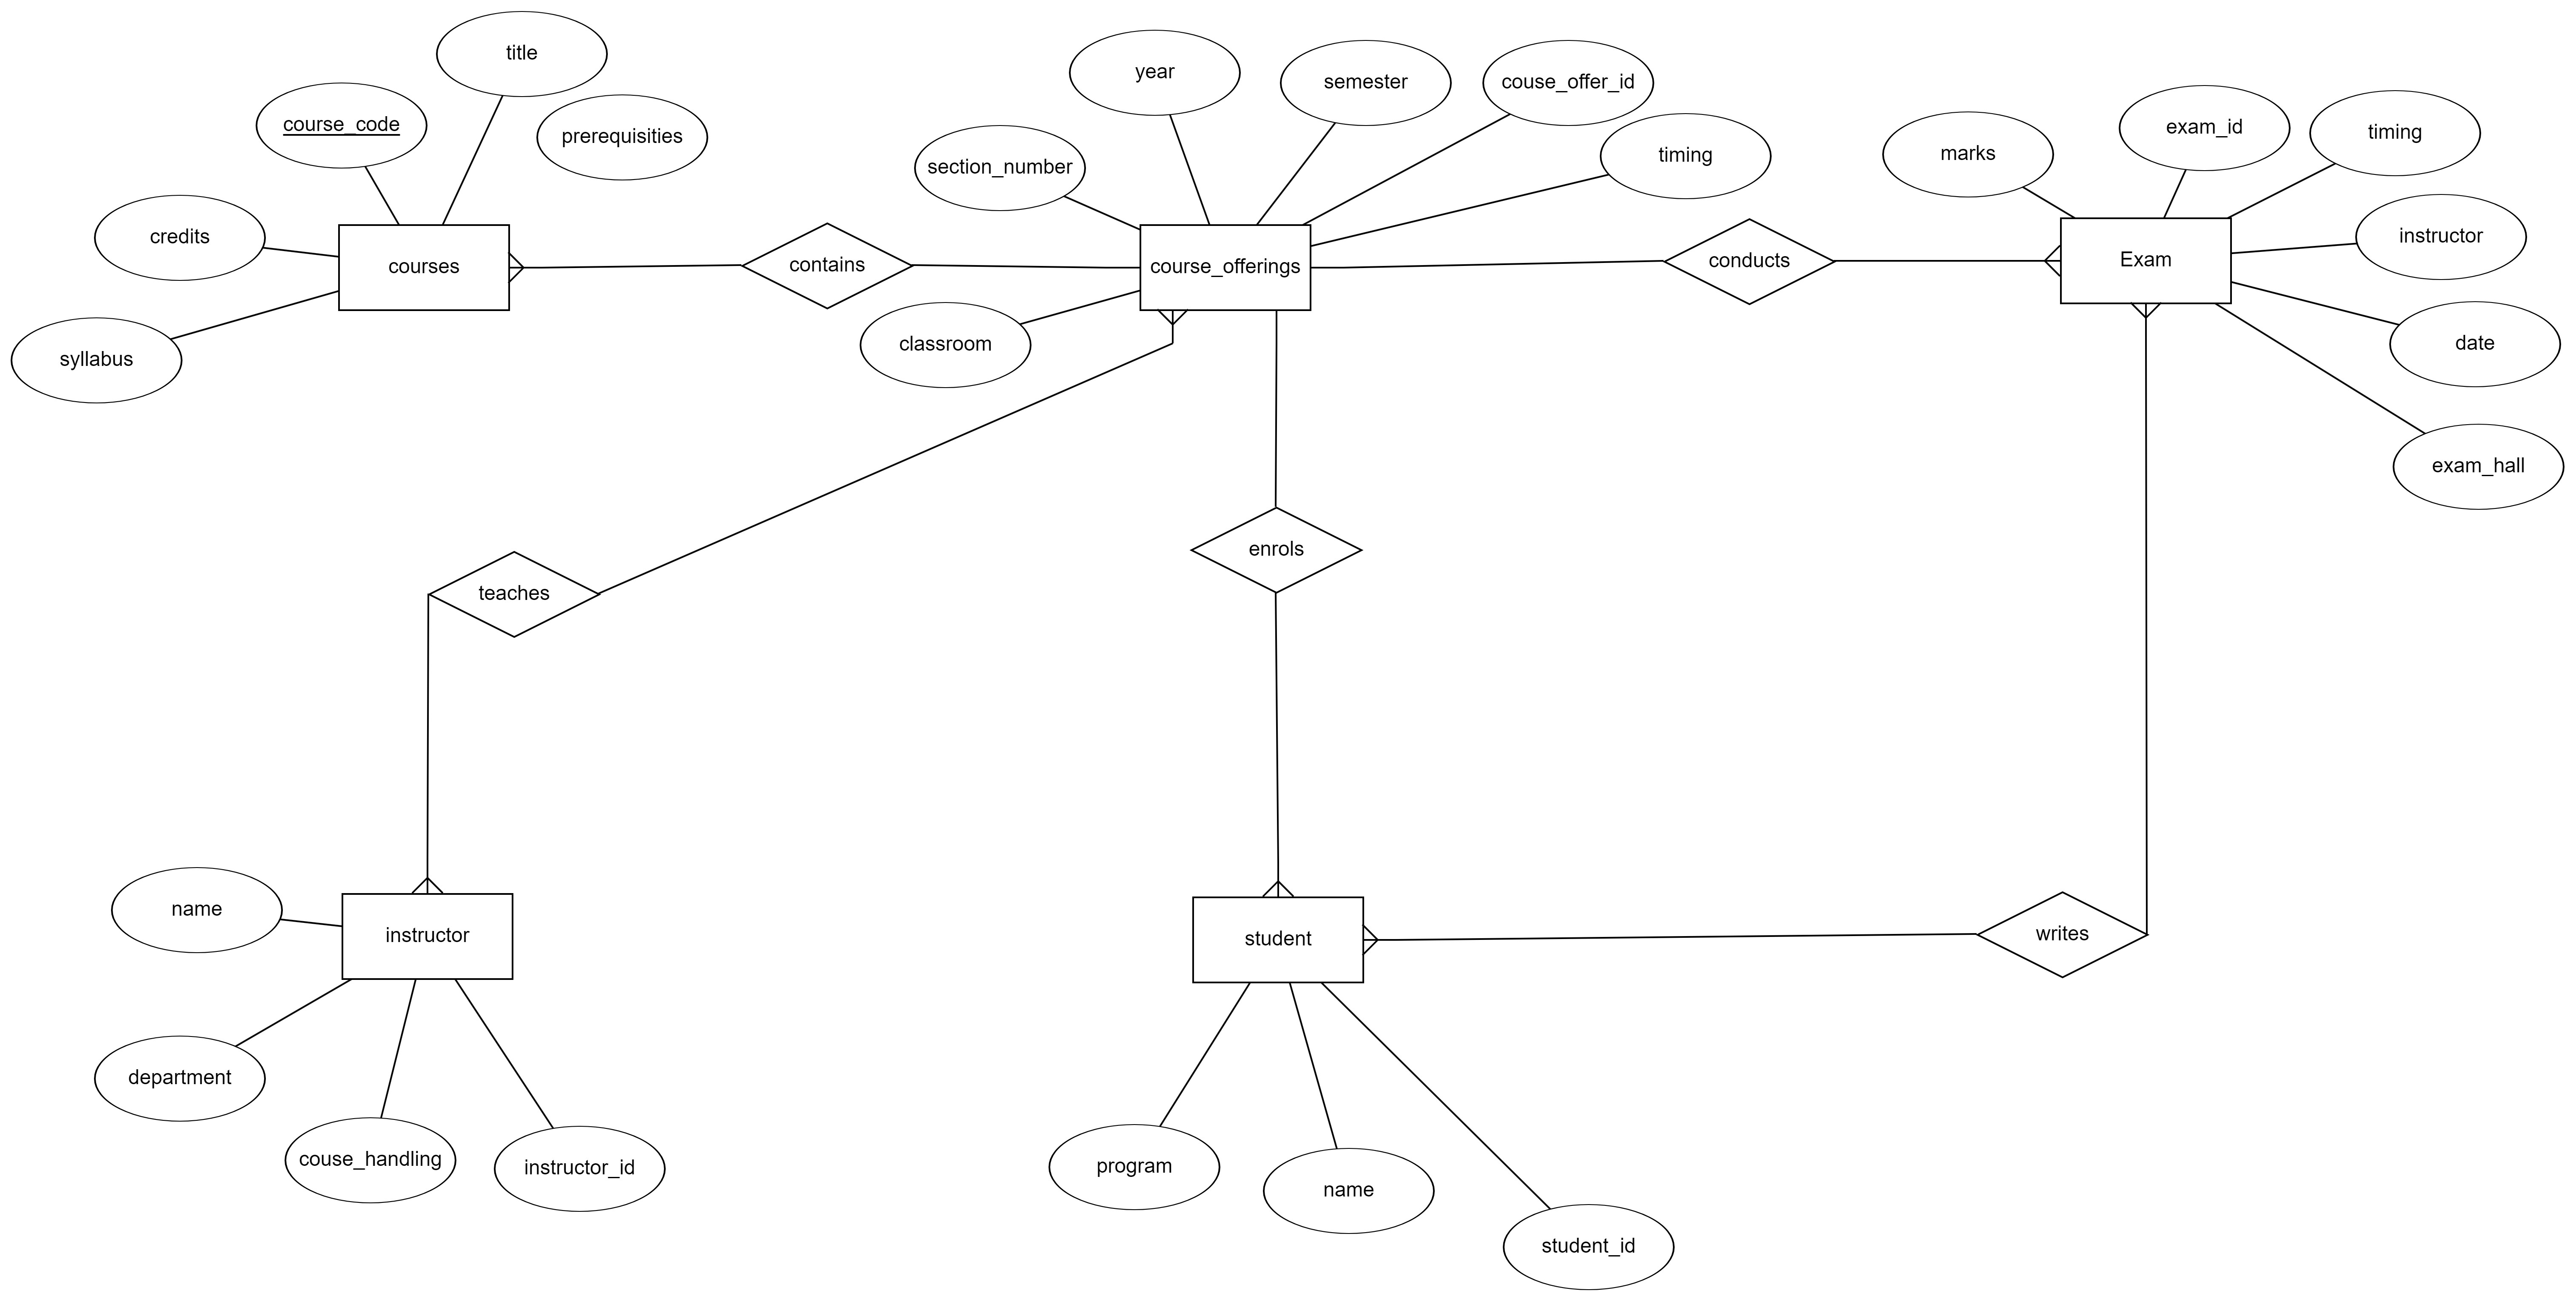 title
course_code
prerequisities
credits
courses
syllabus
contains
year
semester
couse_offer_id
section_number
timing
course_offerings
classroom
conducts
marks
exam_id
timing
instructor
Exam
date
exam_hall
teaches
enrols
name
instructor
department
couse_handling
instructor_id
student
writes
program
name
student_id